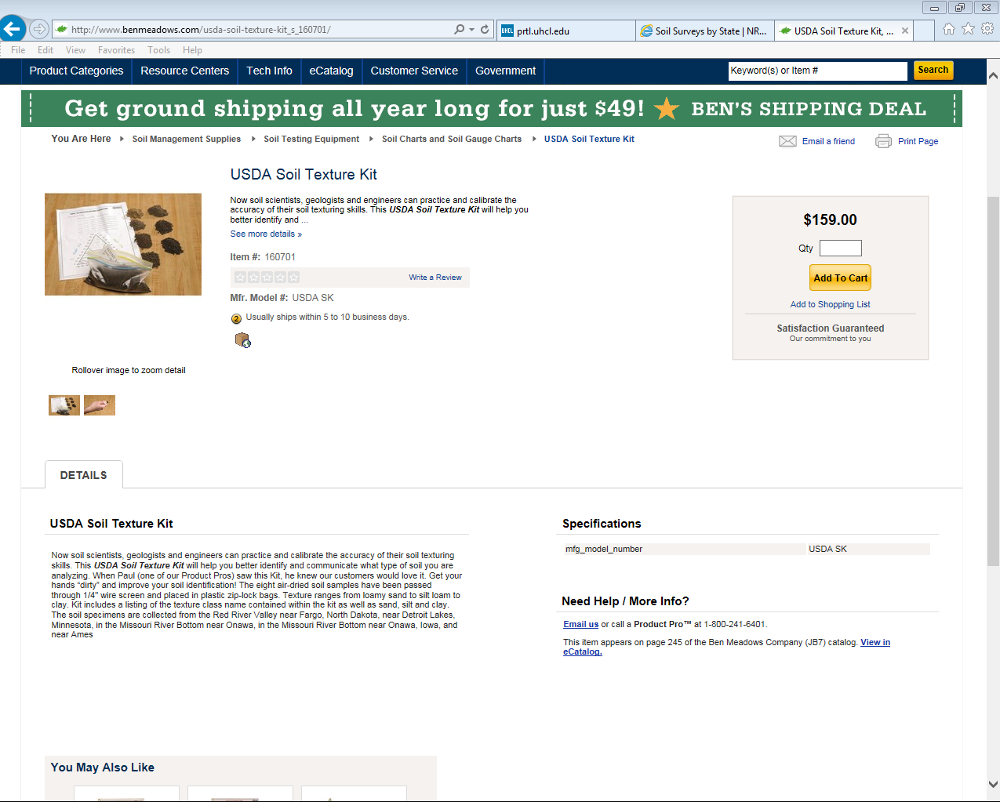 http://www.benmeadows.com/usda-soil-texture-kit_s_160701/
UHCL prtl.uhcl.edu
Soil Surveys by State | NR...
USDA Soil Texture Kit, ...
File Edit View Favorites Tools Help
Product Categories Resource Centers Tech Info eCatalog Customer Service Government
Keyword(s) or Item #
Search
Get ground shipping all year long for just $49! BEN'S SHIPPING DEAL
You Are Here Soil Management Supplies Soil Testing Equipment Soil Charts and Soil Gauge Charts USDA Soil Texture Kit
Email a friend Print Page
USDA Soil Texture Kit
Now soil scientists, geologists and engineers can practice and calibrate the
accuracy of their soil texturing skills. This USDA Soil Texture Kit will help you
better identify and ...
See more details »
Item #: 160701
Write a Review
Mfr. Model #: USDA SK
2 Usually ships within 5 to 10 business days.
$159.00
Qty
Add To Cart
Add to Shopping List
Satisfaction Guaranteed
Our commitment to you
Rollover image to zoom detail
DETAILS
USDA Soil Texture Kit
Now soil scientists, geologists and engineers can practice and calibrate the accuracy of their soil texturing
skills. This USDA Soil Texture Kit will help you better identify and communicate what type of soil you are
analyzing. When Paul (one of our Product Pros) saw this Kit, he knew our customers would love it. Get your
hands “dirty” and improve your soil identification! The eight air-dried soil samples have been passed
through 1/4" wire screen and placed in plastic zip-lock bags. Texture ranges from loamy sand to silt loam to
clay. Kit includes a listing of the texture class name contained within the kit as well as sand, silt and clay.
The soil specimens are collected from the Red River Valley near Fargo, North Dakota, near Detroit Lakes,
Minnesota, in the Missouri River Bottom near Onawa, in the Missouri River Bottom near Onawa, Iowa, and
near Ames
Specifications
mfg_model_number USDA SK
Need Help / More Info?
Email us or call a Product Pro™ at 1-800-241-6401.
This item appears on page 245 of the Ben Meadows Company (JB7) catalog. View in
eCatalog.
You May Also Like